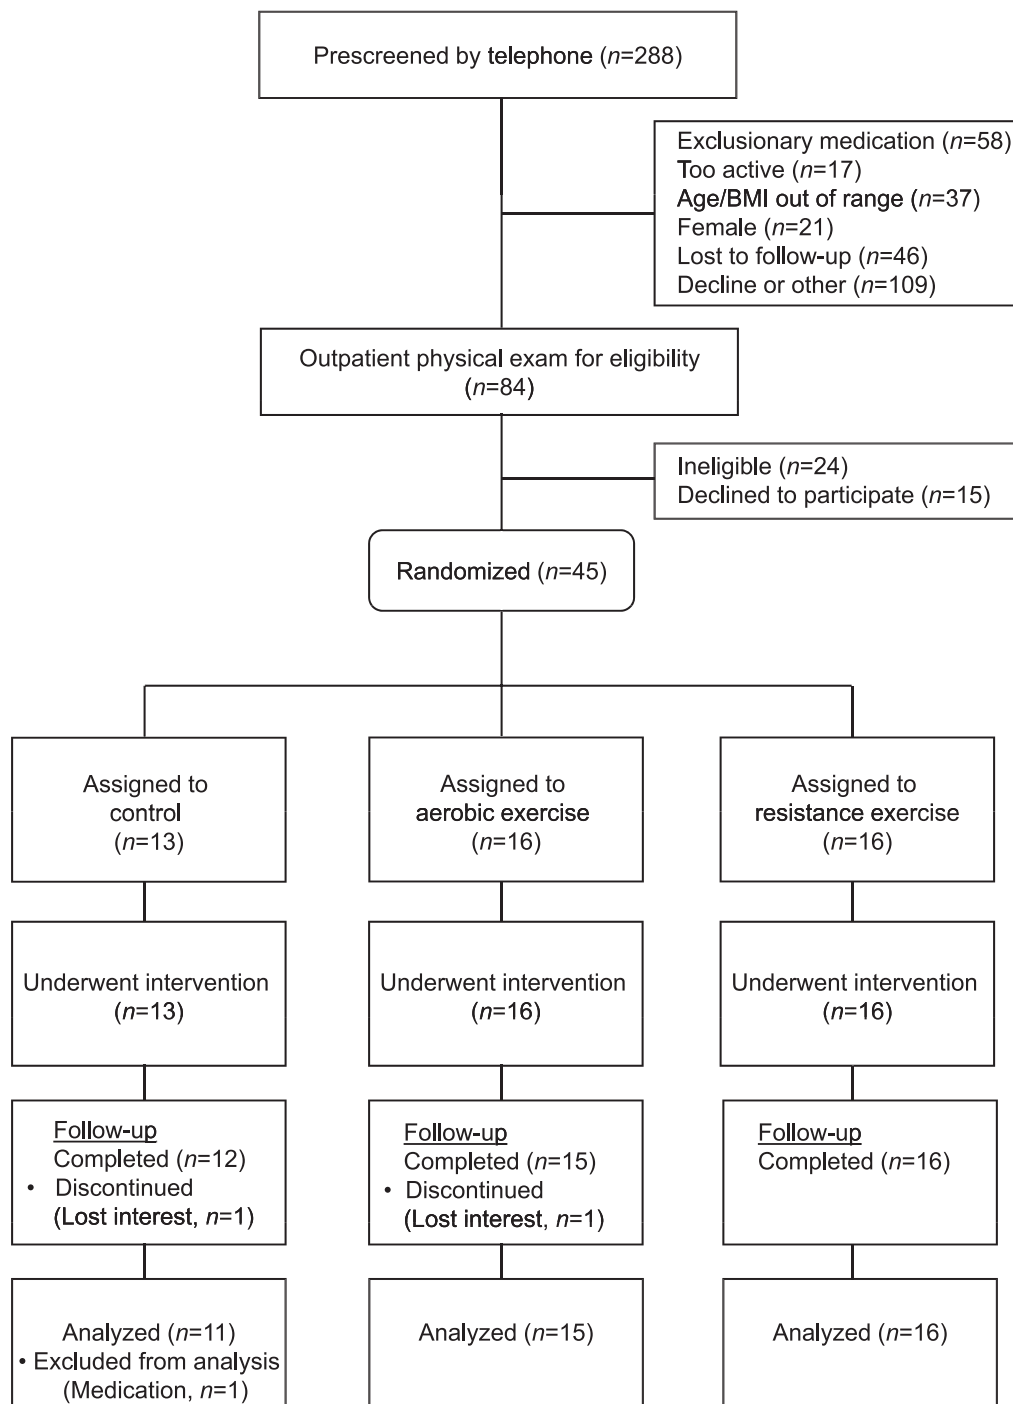 Prescreened by telephone (n=288)
Exclusionary medication (n=58)
Too active (n=17)
Age/BMI out of range (n=37)
Female (n=21)
Lost to follow-up (n=46)
Decline or other (n=109)
Outpatient physical exam for eligibility
(n=84)
Ineligible (n=24)
Declined to participate (n=15)
Randomized (n=45)
Assigned to
control
(n=13)
Assigned to
aerobic exercise
(n=16)
Assigned to
resistance exercise
(n=16)
Underwent intervention
(n=13)
Underwent intervention
(n=16)
Underwent intervention
(n=16)
Follow-up
Completed (n=12)
• Discontinued
(Lost interest, n=1)
Follow-up
Completed (n=15)
• Discontinued
(Lost interest, n=1)
Follow-up
Completed (n=16)
Analyzed (n=11)
• Excluded from analysis
(Medication, n=1)
Analyzed (n=15)
Analyzed (n=16)